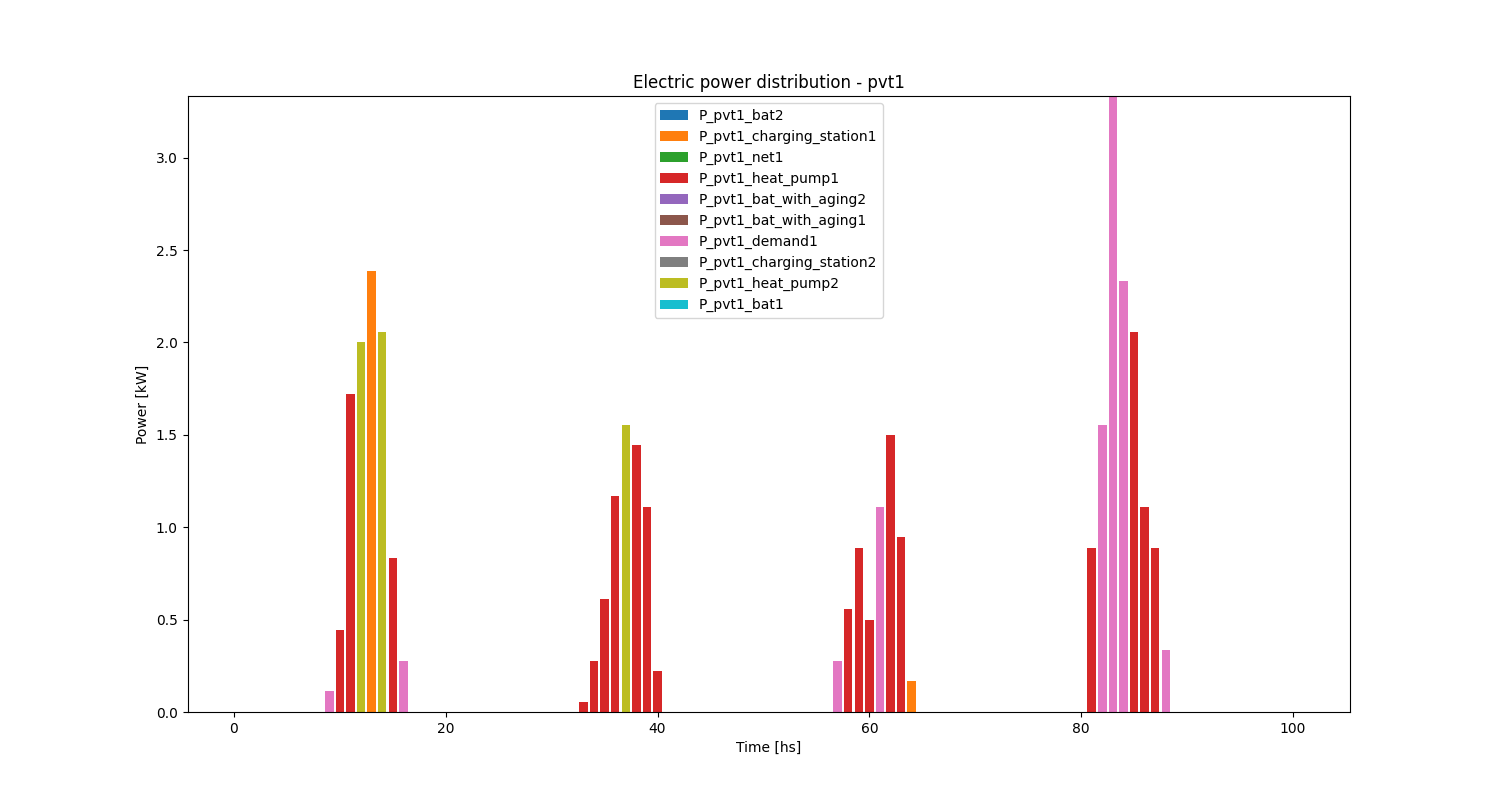 Electric power distribution - pvt1
P_pvt1_bat2
P_pvt1_charging_station1
P_pvt1_net1
P_pvt1_heat_pump1
P_pvt1_bat_with_aging2
P_pvt1_bat_with_aging1
P_pvt1_demand1
P_pvt1_charging_station2
P_pvt1_heat_pump2
P_pvt1_bat1
Power [kW]
3.0
2.5
2.0
1.5
1.0
0.5
0.0
0 20 40 60 80 100
Time [hs]